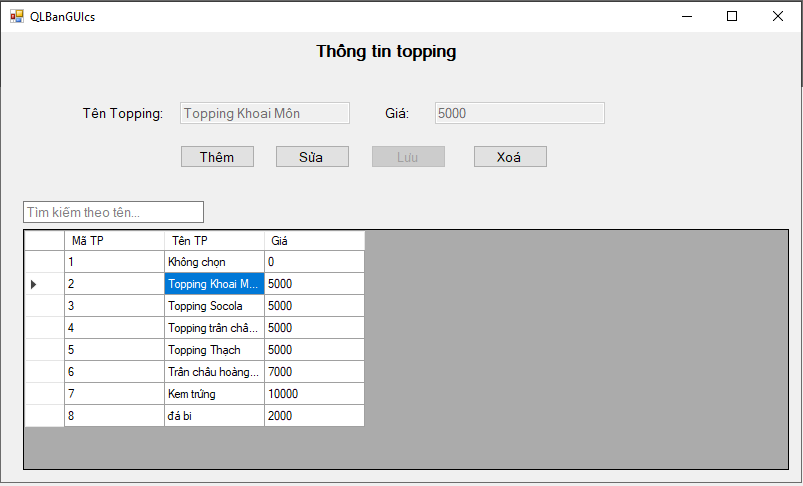 QLBanGUIcs
Thông tin topping
Tên Topping: Topping Khoai Môn Giá: 5000
Thêm Sửa Lưu Xoá
Tìm kiếm theo tên...
Mã TP Tên TP Giá
1 Không chọn 0
2 Topping Khoai M... 5000
3 Topping Socola 5000
4 Topping trân châ... 5000
5 Topping Thạch 5000
6 Trân châu hoàng... 7000
7 Kem trứng 10000
8 đá bi 2000